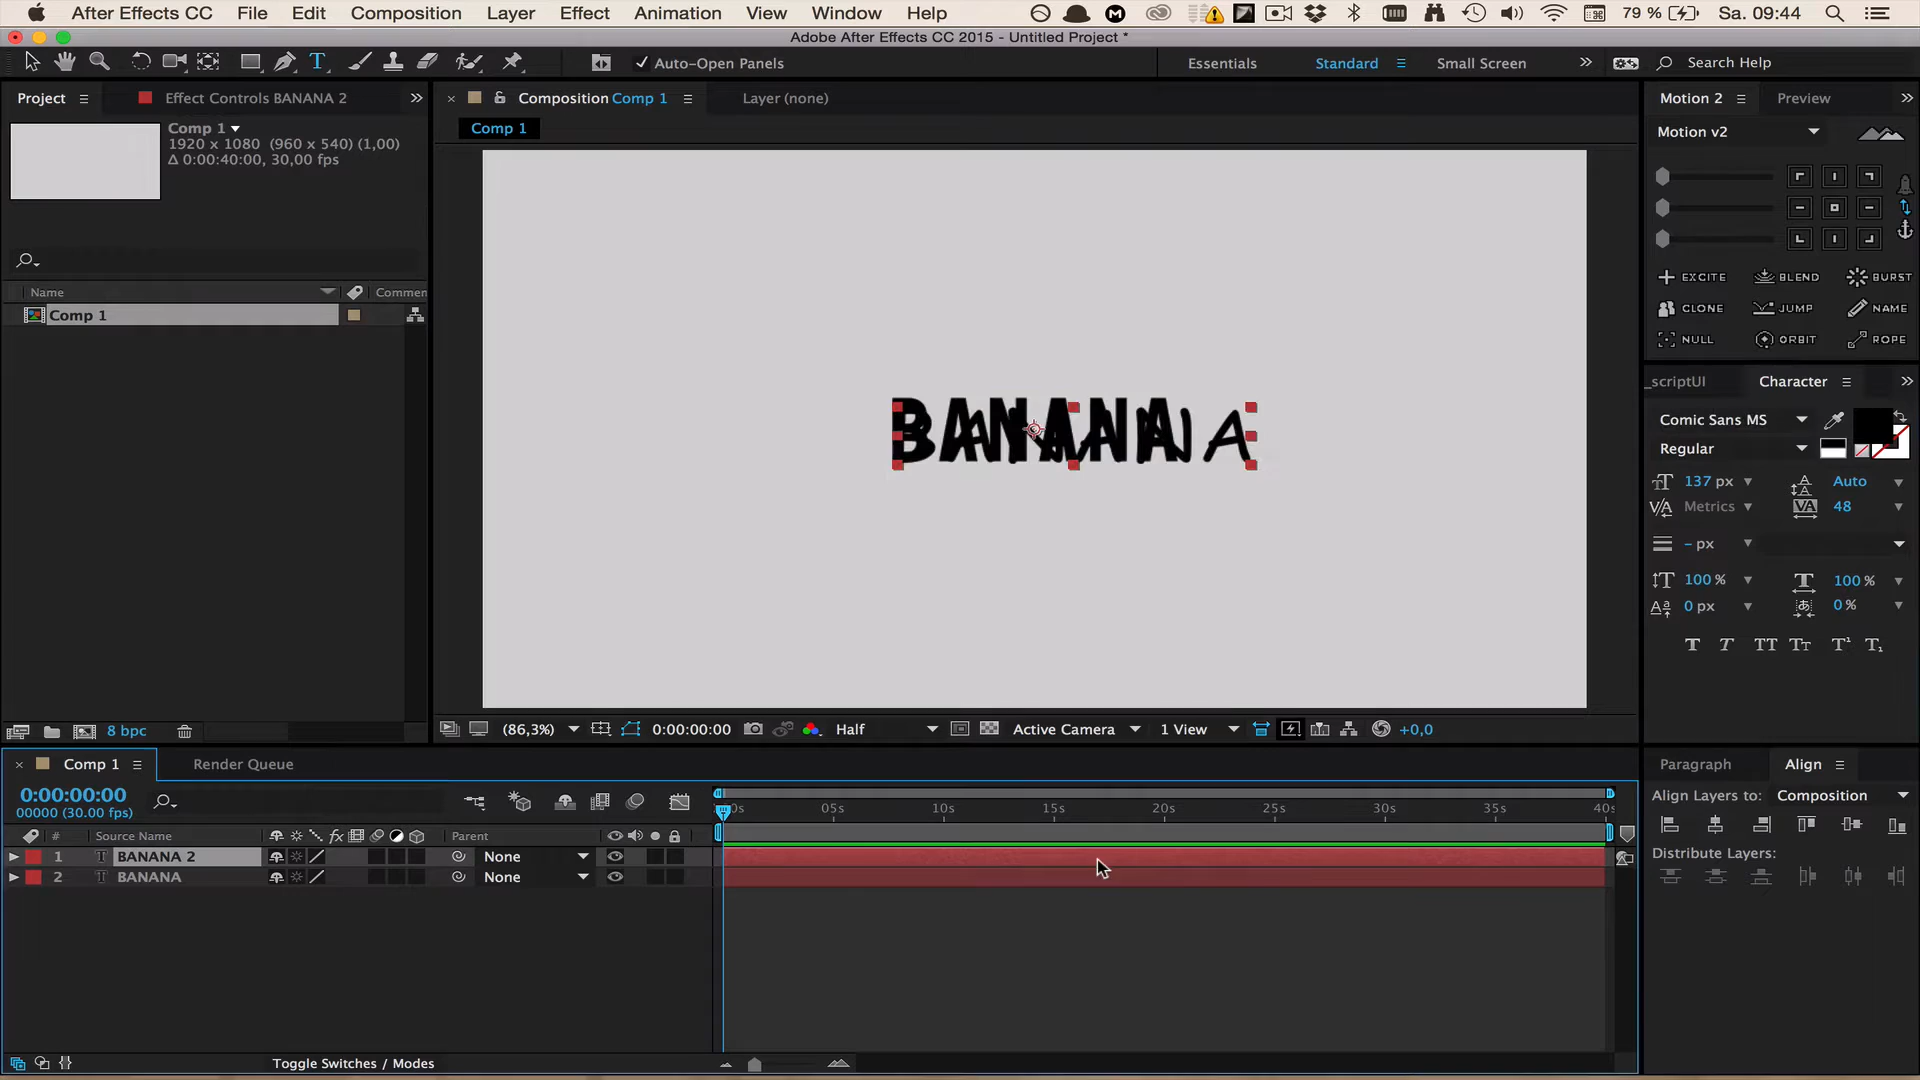 After Effects CC File Edit Composition Layer Effect Animation View Window Help 79 % Sa. 09:44
Adobe After Effects CC 2015 - Untitled Project *
Auto-Open Panels Essentials Standard Small Screen Search Help
Project Effect Controls BANANA 2 Composition Comp 1 Layer (none) Motion 2 Preview
Comp 1
1920 x 1080 (960 x 540) (1,00)
Δ 0:00:40:00, 30,00 fps
Comp 1
Motion v2
EXCITE BLEND BURST
CLONE JUMP NAME
NULL ORBIT ROPE
Name Commen
Comp 1
BANANA
_scriptUI Character
Comic Sans MS
Regular
137 px Auto
Metrics 48
– px
100 % 100 %
0 px 0 %
8 bpc
(86,3%) 0:00:00:00 Half Active Camera 1 View +0,0
Comp 1 Render Queue
0:00:00:00
00000 (30.00 fps)
0s 05s 10s 15s 20s 25s 30s 35s 40s
# Source Name Parent
1 BANANA 2 None
2 BANANA None
Paragraph Align
Align Layers to: Composition
Distribute Layers:
Toggle Switches / Modes